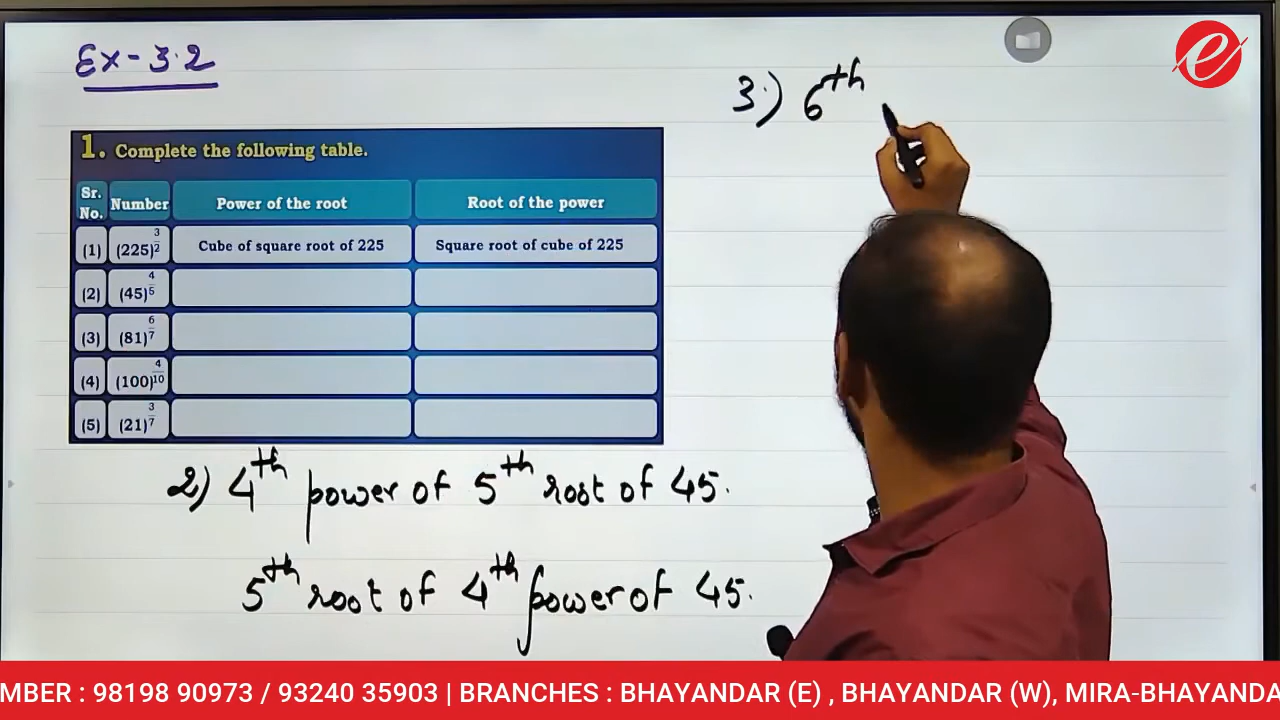 Ex-3.2
1. Complete the following table.
Sr. No. Number Power of the root Root of the power
(1) (225)^3/2 Cube of square root of 225 Square root of cube of 225
(2) (45)^4/5
(3) (81)^6/7
(4) (100)^4/10
(5) (21)^3/7
2) 4th power of 5th root of 45.
5th root of 4th power of 45.
3.) 6th
e
MBER : 98198 90973 / 93240 35903 | BRANCHES : BHAYANDAR (E) , BHAYANDAR (W), MIRA-BHAYANDA